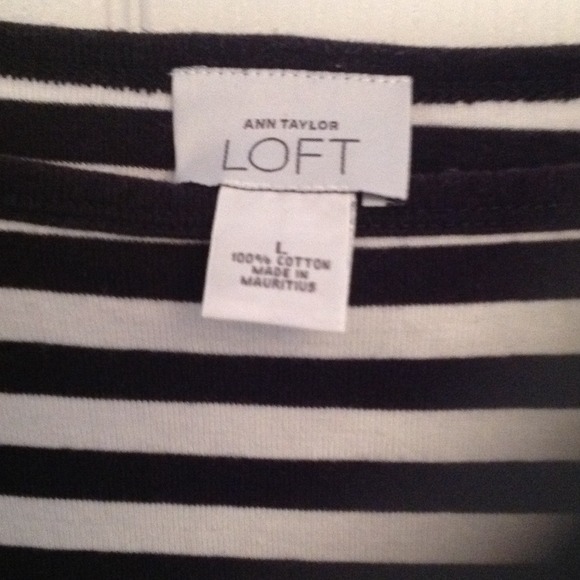 ANN TAYLOR
LOFT
L
100% COTTON
MADE IN
MAURITIUS